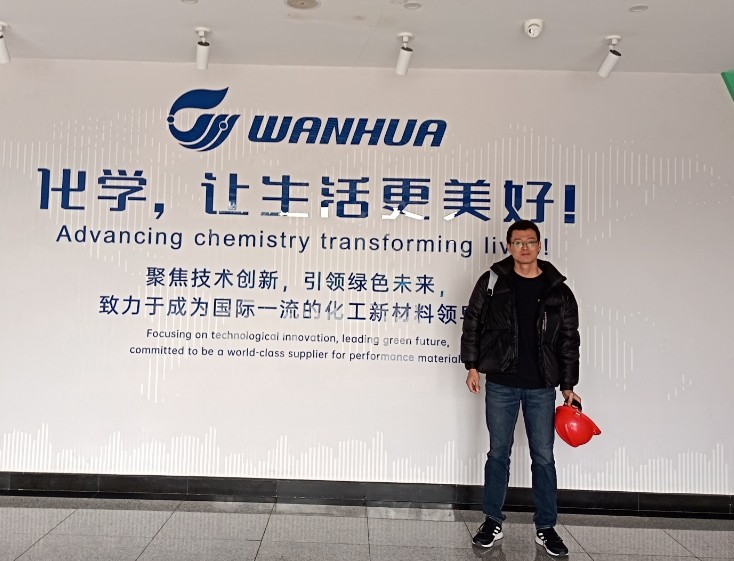 WANHUA
化学，让生活更美好！
Advancing chemistry transforming
聚焦技术创新，引领绿色未来，
致力于成为国际一流的化工新材料领
Focusing on technological innovation, leading green future,
committed to be a world-class supplier for performance material